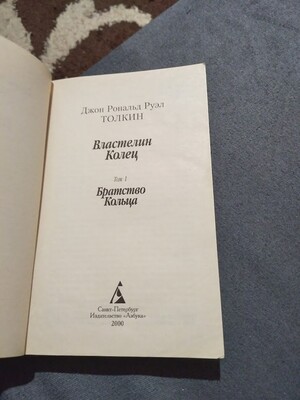 Джон Рональд Руэл
ТОЛКИН
Властелин
Колец
Том 1
Братство
Кольца
Санкт-Петербург
Издательство «Азбука»
2000